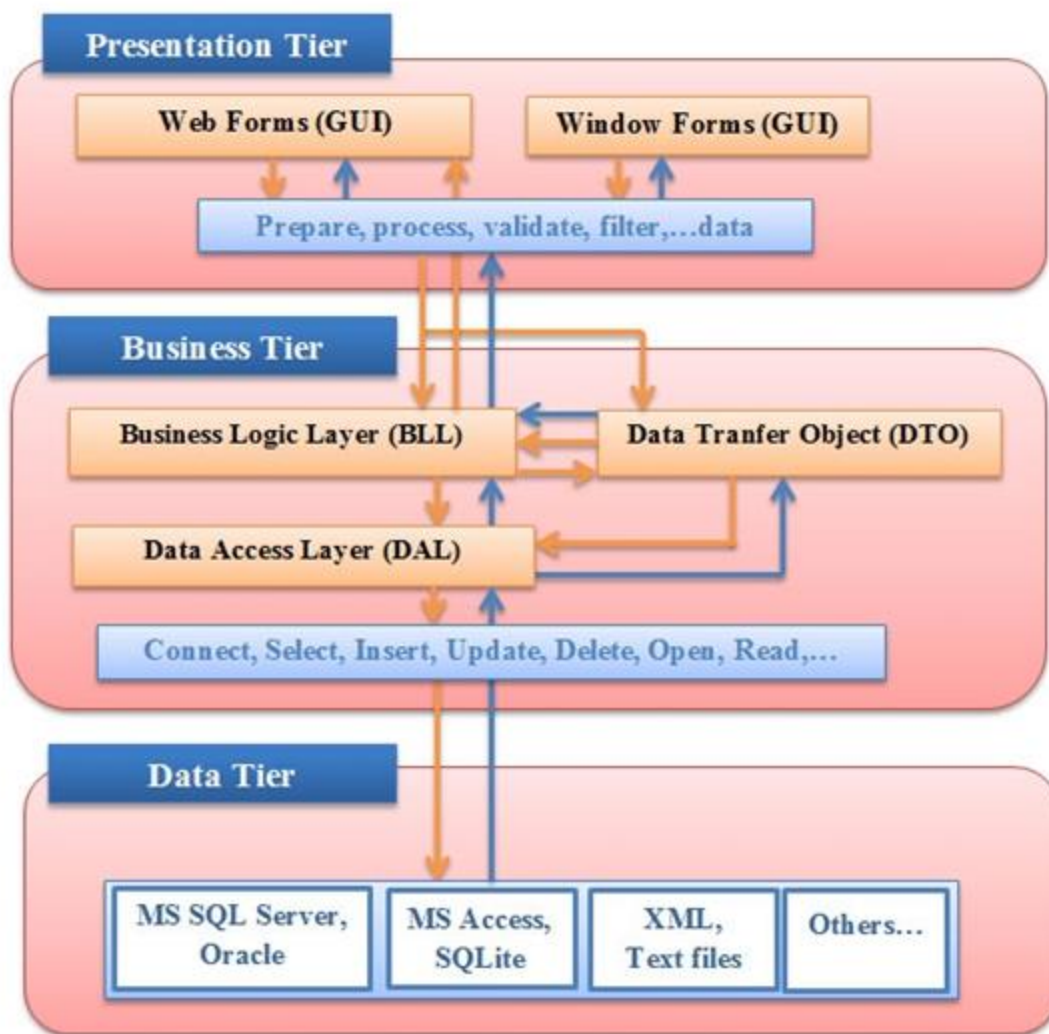 Presentation Tier
Web Forms (GUI)
Window Forms (GUI)
Prepare, process, validate, filter,...data
Business Tier
Business Logic Layer (BLL)
Data Tranfer Object (DTO)
Data Access Layer (DAL)
Connect, Select, Insert, Update, Delete, Open, Read,...
Data Tier
MS SQL Server,
Oracle
MS Access,
SQLite
XML,
Text files
Others...